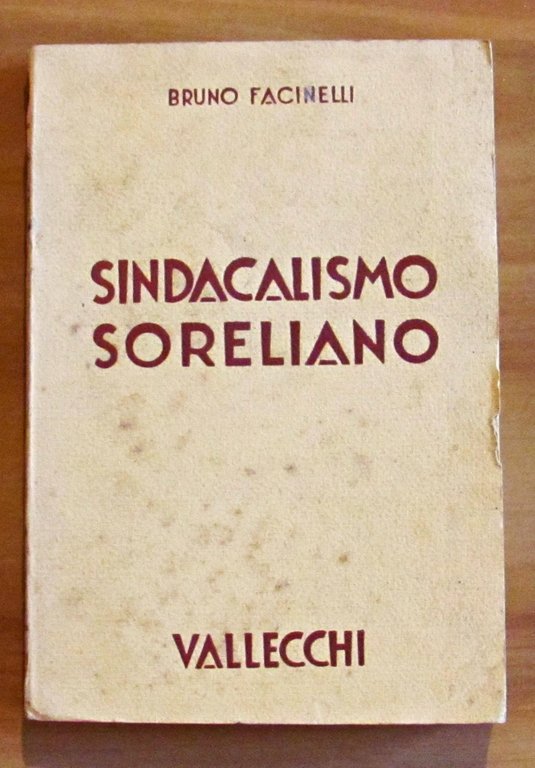 BRUNO FACINELLI
SINDACALISMO
SORELIANO
VALLECCHI